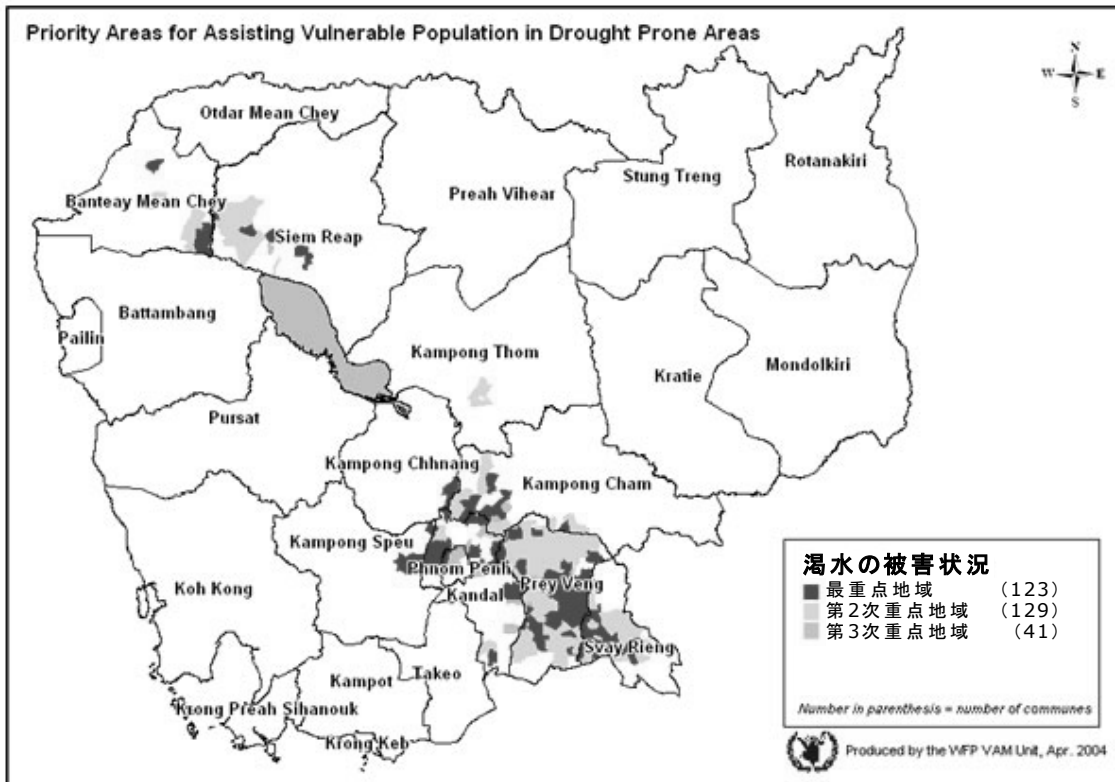 Priority Areas for Assisting Vulnerable Population in Drought Prone Areas
N
W E
S
Otdar Mean Chey
Rotanakiri
Stung Treng
Preah Vihear
Banteay Mean Chey
Siem Reap
Battambang
Pailin
Kampong Thom
Mondolkiri
Kratie
Pursat
Kampong Chhnang
Kampong Cham
Kampong Speu
Phnom Penh
Prey Veng
Koh Kong
Kandal
Svay Rieng
Takeo
Kampot
Krong Preah Sihanouk
Krong Keb
渇水の被害状況
最重点地域 (123)
第2次重点地域 (129)
第3次重点地域 (41)
Number in parenthesis = number of communes
Produced by the WFP VAM Unit, Apr. 2004